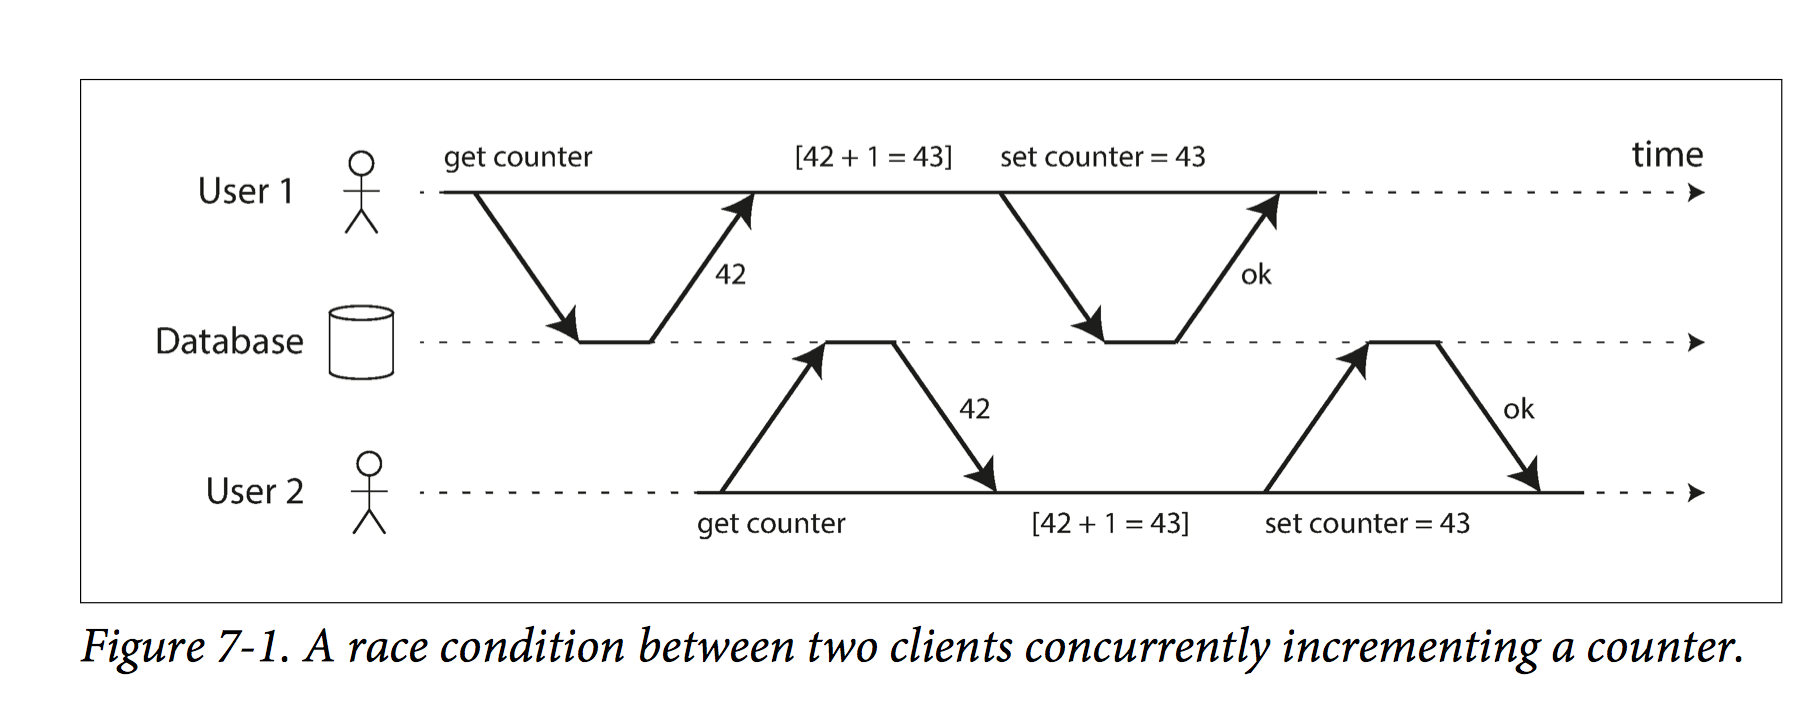 get counter [42 + 1 = 43] set counter = 43 time
User 1
42 ok
Database
42 ok
User 2
get counter [42 + 1 = 43] set counter = 43
Figure 7-1. A race condition between two clients concurrently incrementing a counter.